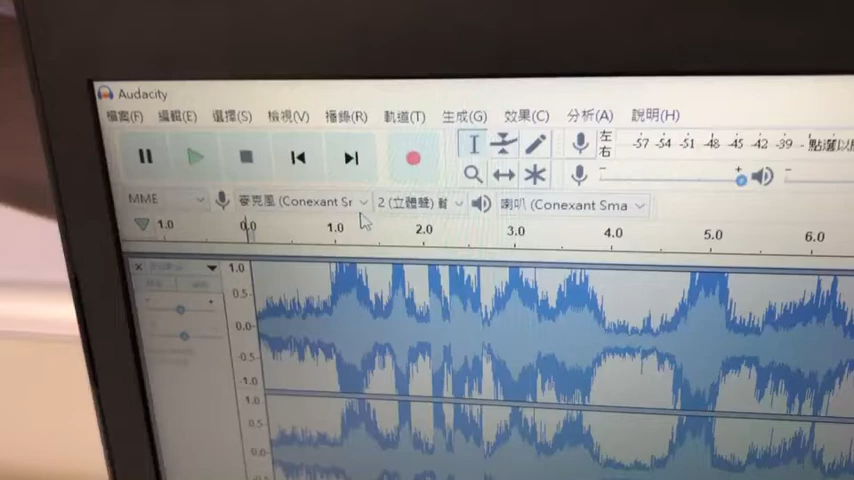 Audacity
檔案(F) 編輯(E) 選擇(S) 檢視(V) 播錄(R) 軌道(T) 生成(G) 效果(C) 分析(A) 說明(H)
左
右
-57 -54 -51 -48 -45 -42 -39 - 點選以
MME 麥克風 (Conexant Sr 2 (立體聲) 喇叭 (Conexant Sma
1.0 0.0 1.0 2.0 3.0 4.0 5.0 6.0
1.0
0.5
0.0
-0.5
-1.0
1.0
0.5
0.0